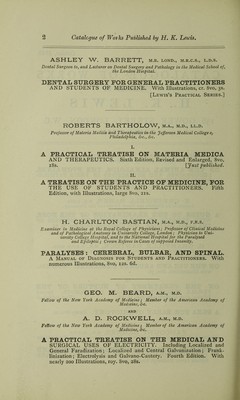 2 Catalogue of Works Published by H. K. Lewis.
ASHLEY W. BARRETT, M.B. LOND., M.R.C.S., L.D.S.
Dental Surgeon to, and Lecturer on Dental Surgery and Pathology in the Medical School of,
the London Hospital.
DENTAL SURGERY FOR GENERAL PRACTITIONERS
AND STUDENTS OF MEDICINE. With Illustrations, cr. 8vo, 3s.
[LEWIS'S PRACTICAL SERIES.]
ROBERTS BARTHOLOW, M.A., M.D., LL.D.
Professor of Materia Medica and Therapeutics in the Jefferson Medical College,
Philadelphia, &c., &c.
I.
A PRACTICAL TREATISE ON MATERIA MEDICA
AND THERAPEUTICS. Sixth Edition, Revised and Enlarged, 8vo,
18s. [Just published.
II.
A TREATISE ON THE PRACTICE OF MEDICINE, FOR
THE USE OF STUDENTS AND PRACTITIONERS. Fifth
Edition, with Illustrations, large 8vo, 21s.
H. CHARLTON BASTIAN, M.A., M.D., F.R.S.
Examiner in Medicine at the Royal College of Physicians; Professor of Clinical Medicine
and of Pathological Anatomy in University College, London; Physician to Uni-
versity College Hospital, and to the National Hospital for the Paralysed
and Epileptic; Crown Referee in Cases of supposed Insanity.
PARALYSES: CEREBRAL, BULBAR, AND SPINAL.
A MANUAL OF DIAGNOSIS FOR STUDENTS AND PRACTITIONERS. With
numerous Illustrations, 8vo, 12s. 6d.
GEO. M. BEARD, A.M., M.D.
Fellow of the New York Academy of Medicine; Member of the American Academy of
Medicine, &c.
AND
A. D. ROCKWELL, A.M., M.D.
Fellow of the New York Academy of Medicine; Member of the American Academy of
Medicine, &c.
A PRACTICAL TREATISE ON THE MEDICAL AND
SURGICAL USES OF ELECTRICITY. Including Localized and
General Faradization; Localized and Central Galvanization; Frank-
linization; Electrolysis and Galvano-Cautery. Fourth Edition. With
nearly 200 Illustrations, roy. 8vo, 28s.